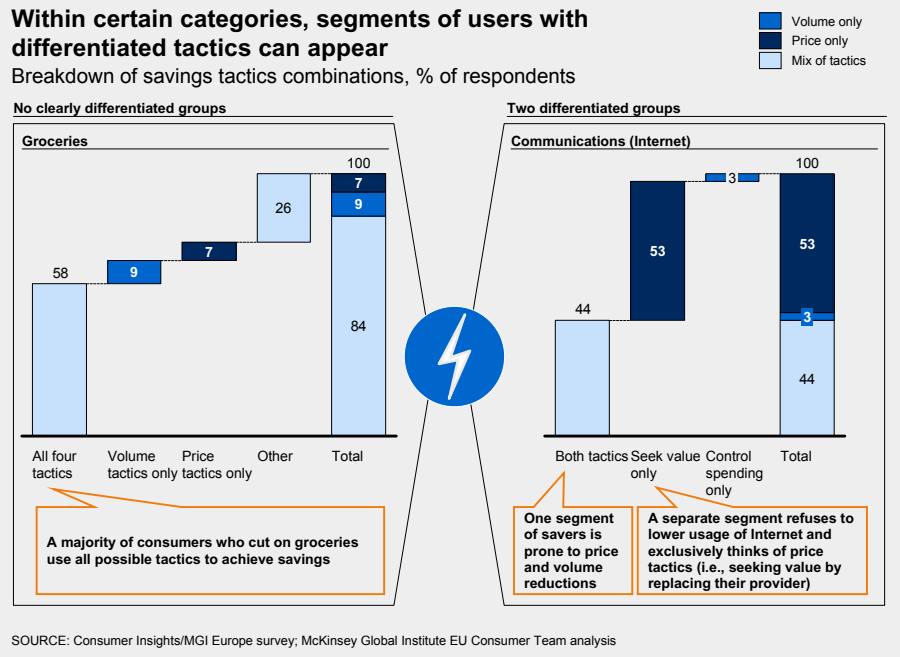 Within certain categories, segments of users with
differentiated tactics can appear
Breakdown of savings tactics combinations, % of respondents
Volume only
Price only
Mix of tactics
No clearly differentiated groups
Groceries
58
9
7
26
100
7
9
84
All four
tactics
Volume
tactics only
Price
tactics only
Other
Total
A majority of consumers who cut on groceries
use all possible tactics to achieve savings
Two differentiated groups
Communications (Internet)
44
53
3
100
53
3
44
Both tactics
Seek value
only
Control
spending
only
Total
One segment
of savers is
prone to price
and volume
reductions
A separate segment refuses to
lower usage of Internet and
exclusively thinks of price
tactics (i.e., seeking value by
replacing their provider)
SOURCE: Consumer Insights/MGI Europe survey; McKinsey Global Institute EU Consumer Team analysis